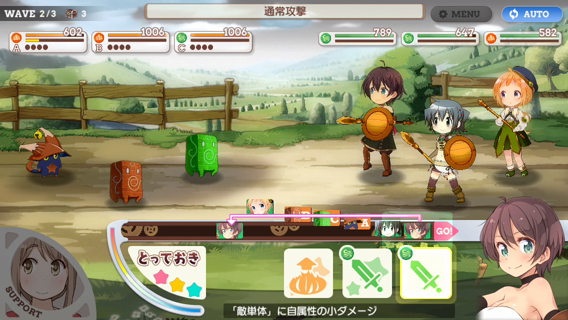 WAVE 2/3 3
通常攻撃
MENU
AUTO
602
1006
1006
789
647
582
A
B
C
B
C
A
GO!
とっておき
SUPPORT
「敵単体」に自属性の小ダメージ